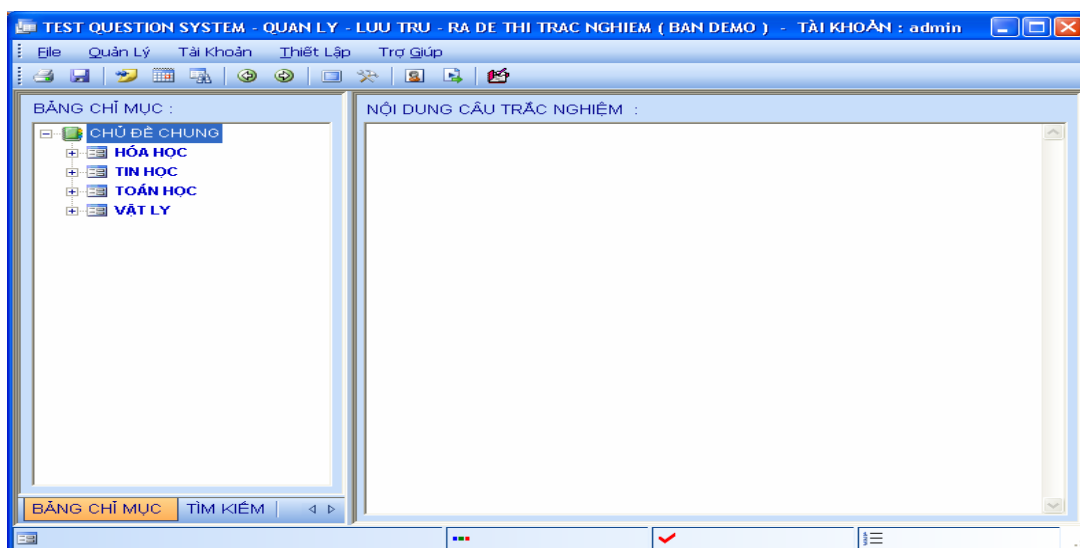 TEST QUESTION SYSTEM - QUAN LY - LUU TRU - RA DE THI TRAC NGHIEM ( BAN DEMO ) - TÀI KHOẢN : admin
File Quản Lý Tài Khoản Thiết Lập Trợ Giúp
BẢNG CHỈ MỤC :
CHỦ ĐỀ CHUNG
HÓA HỌC
TIN HỌC
TOÁN HỌC
VẬT LY
BẢNG CHỈ MỤC TÌM KIẾM
NỘI DUNG CÂU TRẮC NGHIỆM :